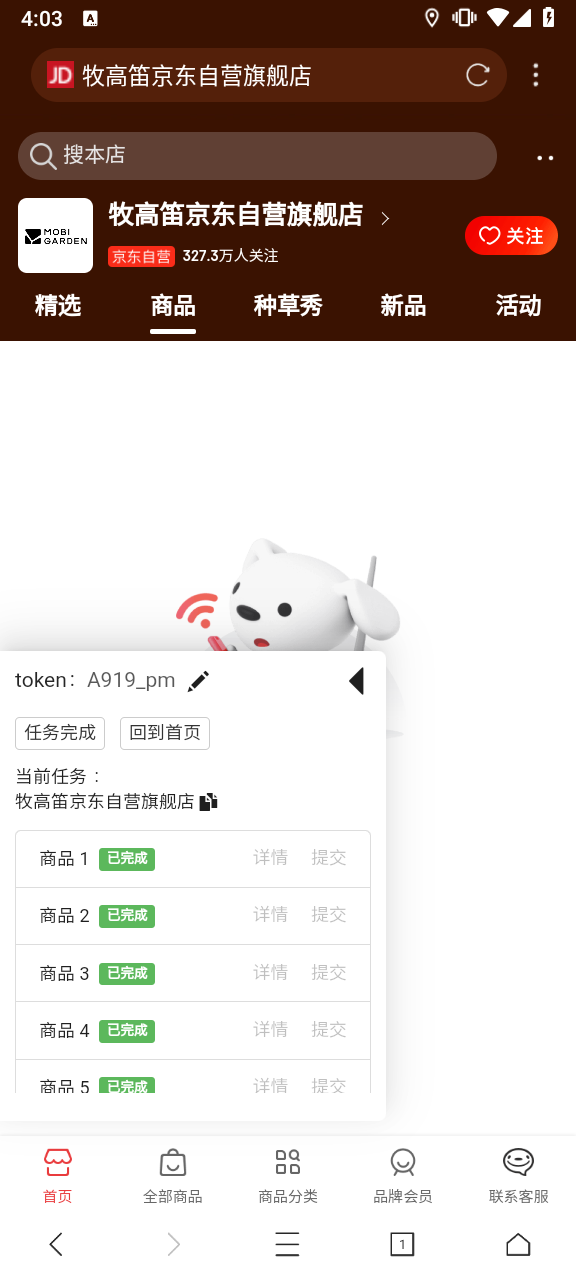 4:03 A
JD 牧高笛京东自营旗舰店
搜本店
MOBI GARDEN
牧高笛京东自营旗舰店
京东自营 327.3万人关注
关注
精选 商品 种草秀 新品 活动
token: A919_pm
任务完成 回到首页
当前任务：
牧高笛京东自营旗舰店
商品 1 已完成 详情 提交
商品 2 已完成 详情 提交
商品 3 已完成 详情 提交
商品 4 已完成 详情 提交
商品 5 已完成 详情 提交
首页 全部商品 商品分类 品牌会员 联系客服
1